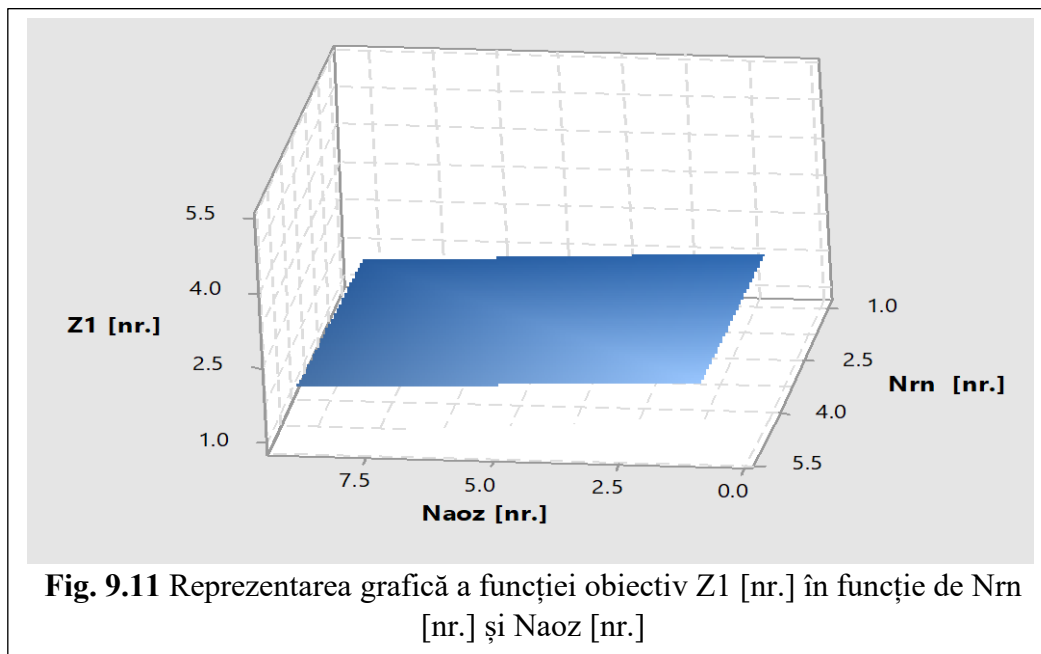 5.5
4.0
Z1 [nr.]
2.5
1.0
7.5
5.0
2.5
0.0
Naoz [nr.]
1.0
2.5
Nrn [nr.]
4.0
5.5
Fig. 9.11 Reprezentarea grafică a funcției obiectiv Z1 [nr.] în funcție de Nrn
[nr.] și Naoz [nr.]